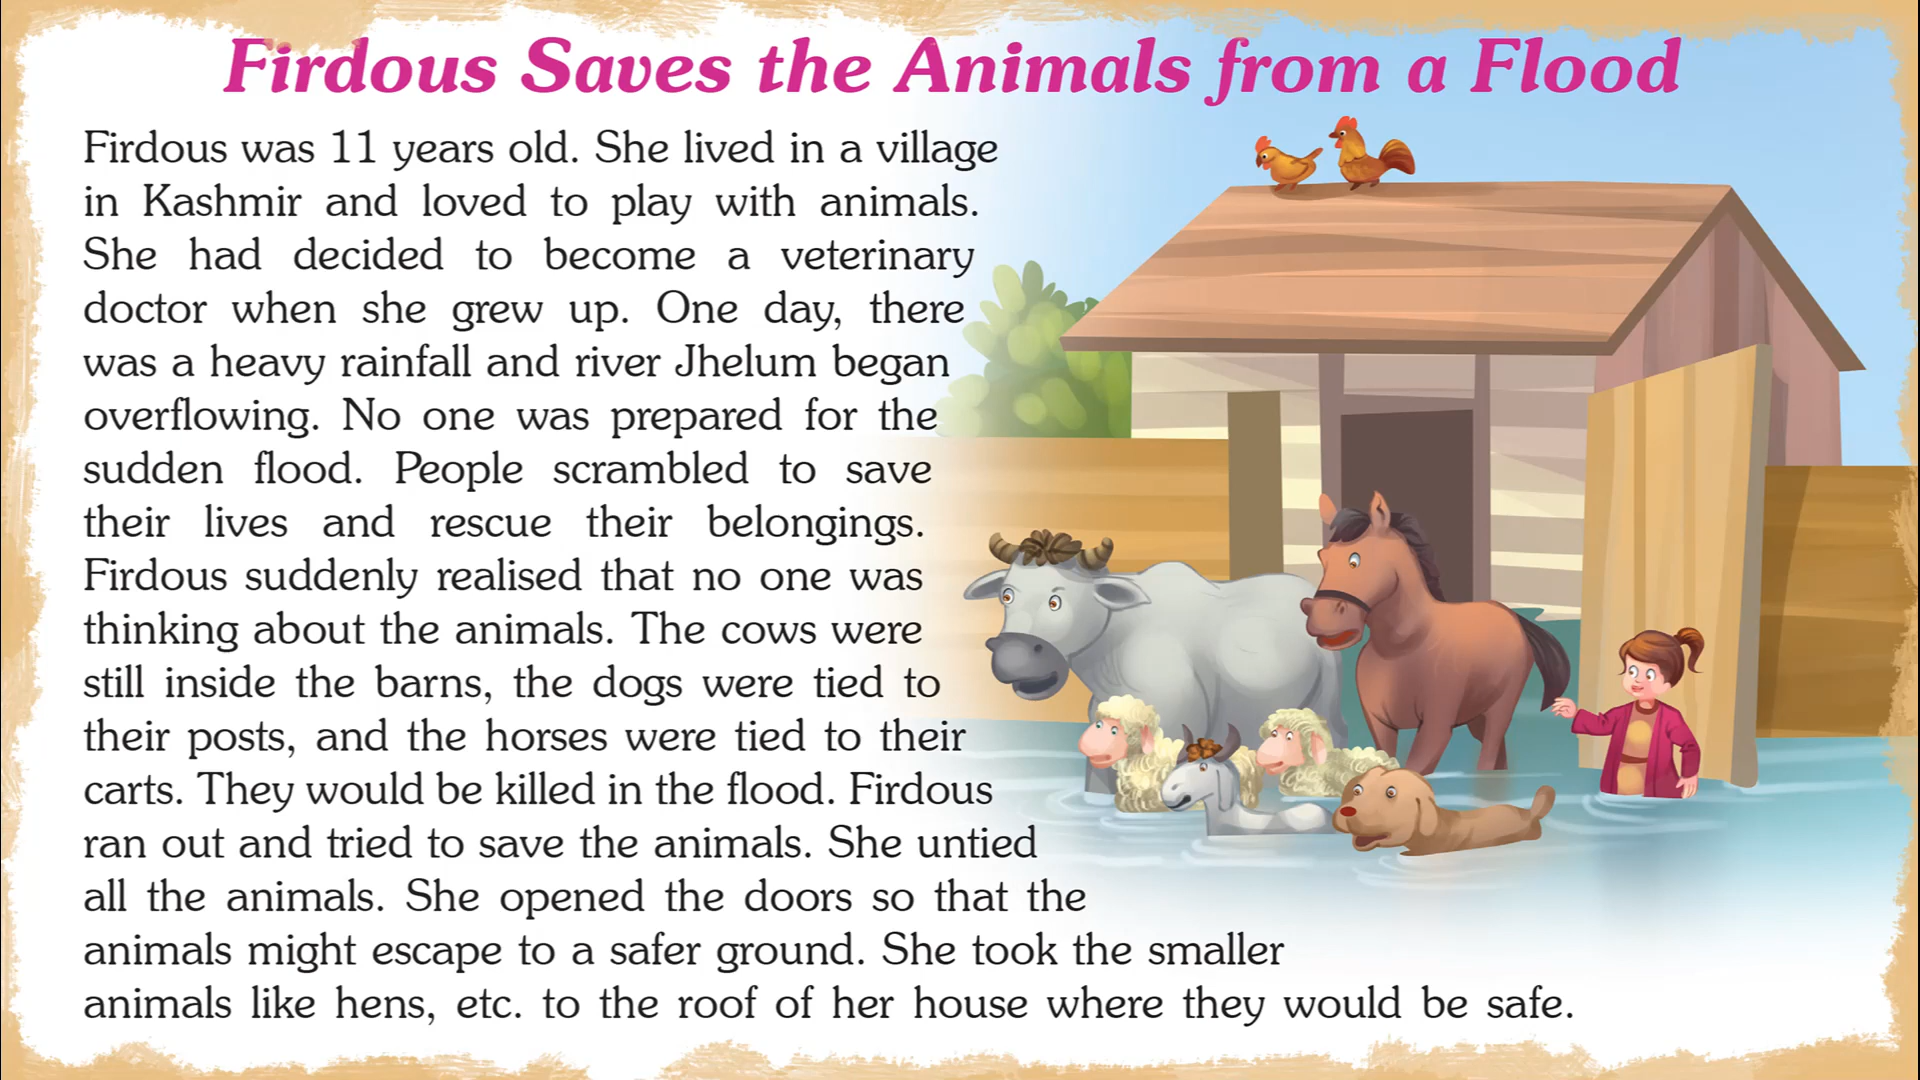 Firdous Saves the Animals from a Flood
Firdous was 11 years old. She lived in a village
in Kashmir and loved to play with animals.
She had decided to become a veterinary
doctor when she grew up. One day, there
was a heavy rainfall and river Jhelum began
overflowing. No one was prepared for the
sudden flood. People scrambled to save
their lives and rescue their belongings.
Firdous suddenly realised that no one was
thinking about the animals. The cows were
still inside the barns, the dogs were tied to
their posts, and the horses were tied to their
carts. They would be killed in the flood. Firdous
ran out and tried to save the animals. She untied
all the animals. She opened the doors so that the
animals might escape to a safer ground. She took the smaller
animals like hens, etc. to the roof of her house where they would be safe.